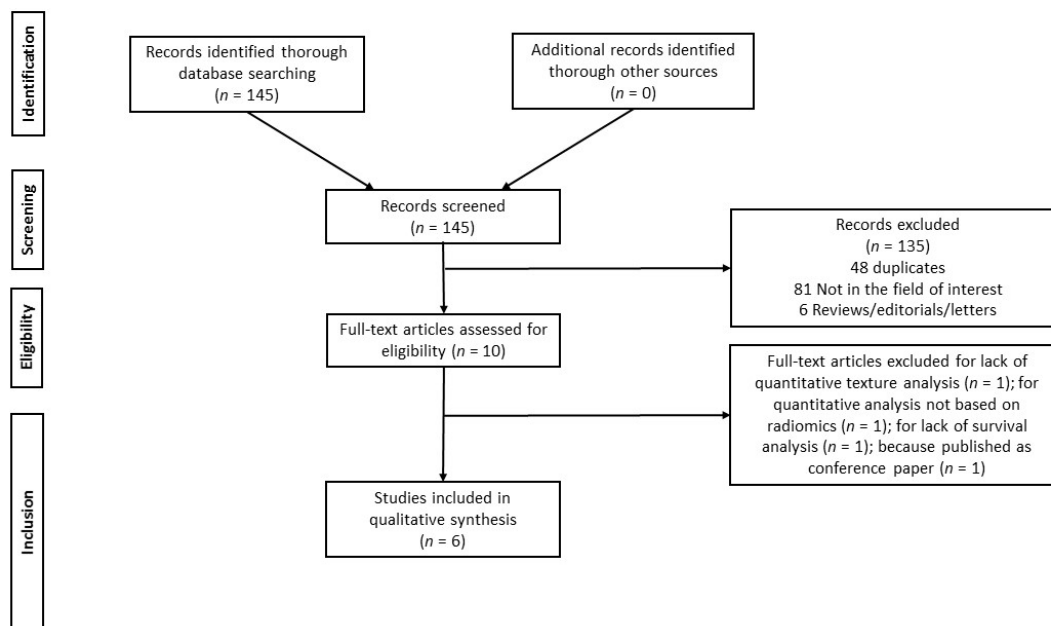 Identification
Records identified thorough
database searching
(n = 145)
Additional records identified
thorough other sources
(n = 0)
Screening
Records screened
(n = 145)
Records excluded
(n = 135)
48 duplicates
81 Not in the field of interest
6 Reviews/editorials/letters
Eligibility
Full-text articles assessed for
eligibility (n = 10)
Full-text articles excluded for lack of
quantitative texture analysis (n = 1); for
quantitative analysis not based on
radiomics (n = 1); for lack of survival
analysis (n = 1); because published as
conference paper (n = 1)
Inclusion
Studies included in
qualitative synthesis
(n = 6)